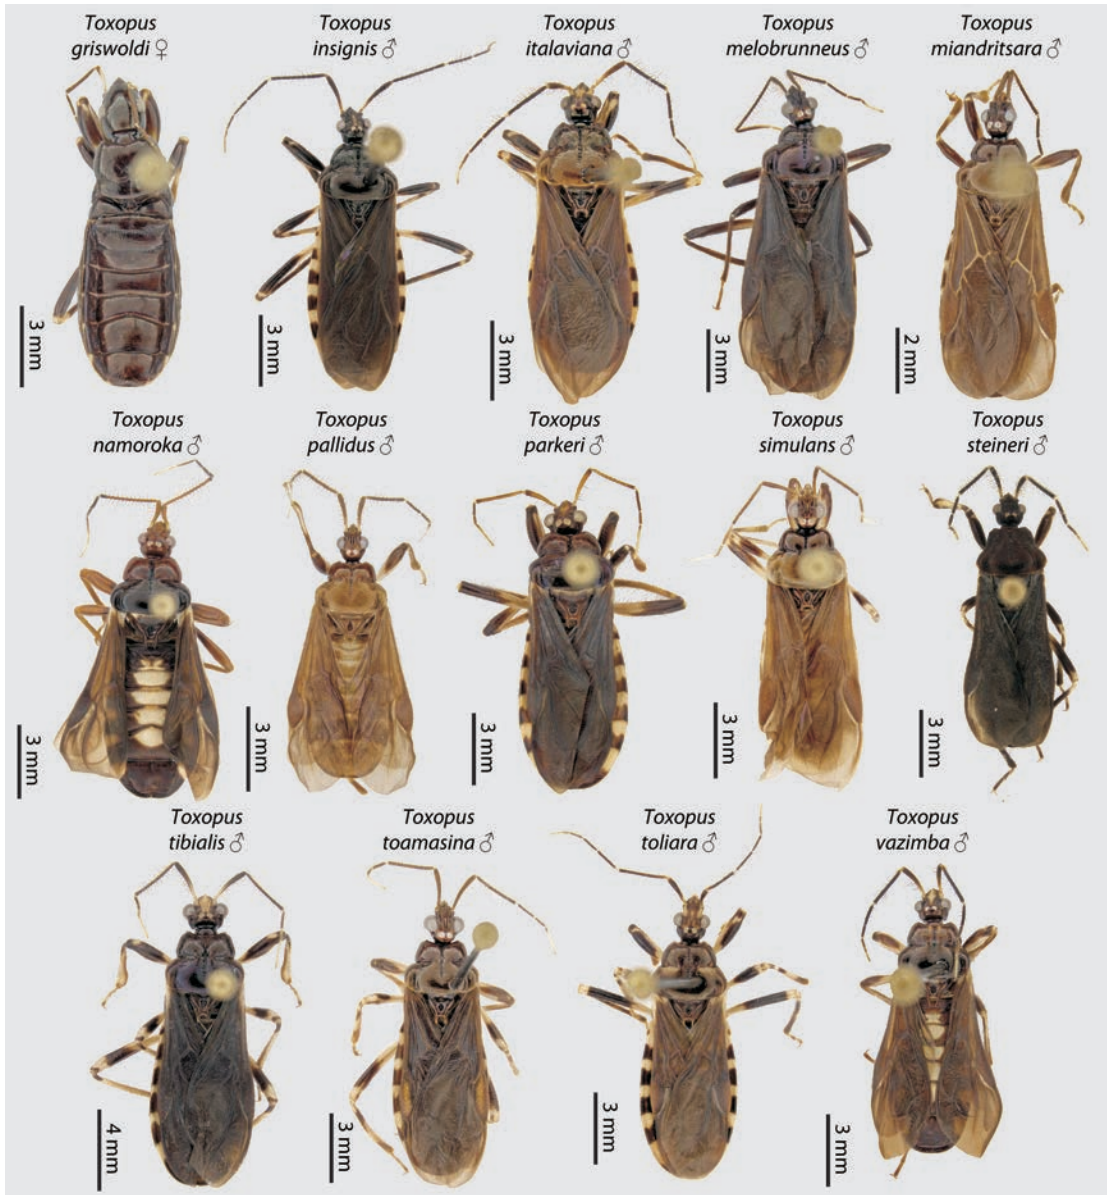 Toxopus
griswoldi ♀
Toxopus
insignis ♂
Toxopus
italaviana ♂
Toxopus
melobrunneus ♂
Toxopus
miandritsara ♂
3 mm
3 mm
3 mm
3 mm
2 mm
Toxopus
namoroka ♂
Toxopus
pallidus ♂
Toxopus
parkeri ♂
Toxopus
simulans ♂
Toxopus
steineri ♂
3 mm
3 mm
3 mm
3 mm
3 mm
Toxopus
tibialis ♂
Toxopus
toamasina ♂
Toxopus
toliara ♂
Toxopus
vazimba ♂
4 mm
3 mm
3 mm
3 mm